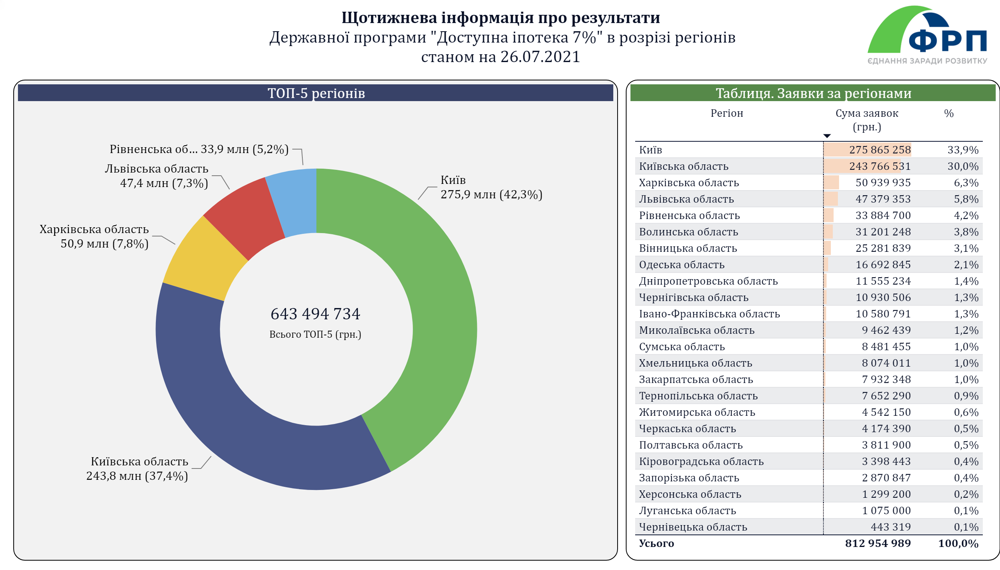 Щотижнева інформація про результати
Державної програми "Доступна іпотека 7%" в розрізі регіонів
станом на 26.07.2021
ФРП
ЄДНАННЯ ЗАРАДИ РОЗВИТКУ
ТОП-5 регіонів
Рівненська об... 33,9 млн (5,2%)
Львівська область
47,4 млн (7,3%)
Київ
275,9 млн (42,3%)
Харківська область
50,9 млн (7,8%)
643 494 734
Всього ТОП-5 (грн.)
Київська область
243,8 млн (37,4%)
Таблиця. Заявки за регіонами
Регіон Сума заявок %
(грн.)
Київ 275 865 258 33,9%
Київська область 243 766 531 30,0%
Харківська область 50 939 935 6,3%
Львівська область 47 379 353 5,8%
Рівненська область 33 884 700 4,2%
Волинська область 31 201 248 3,8%
Вінницька область 25 281 839 3,1%
Одеська область 16 692 845 2,1%
Дніпропетровська область 11 555 234 1,4%
Чернігівська область 10 930 506 1,3%
Івано-Франківська область 10 580 791 1,3%
Миколаївська область 9 462 439 1,2%
Сумська область 8 481 455 1,0%
Хмельницька область 8 074 011 1,0%
Закарпатська область 7 932 348 1,0%
Тернопільська область 7 652 290 0,9%
Житомирська область 4 542 150 0,6%
Черкаська область 4 174 390 0,5%
Полтавська область 3 811 900 0,5%
Кіровоградська область 3 398 443 0,4%
Запорізька область 2 870 847 0,4%
Херсонська область 1 299 200 0,2%
Луганська область 1 075 000 0,1%
Чернівецька область 443 319 0,1%
Усього 812 954 989 100,0%